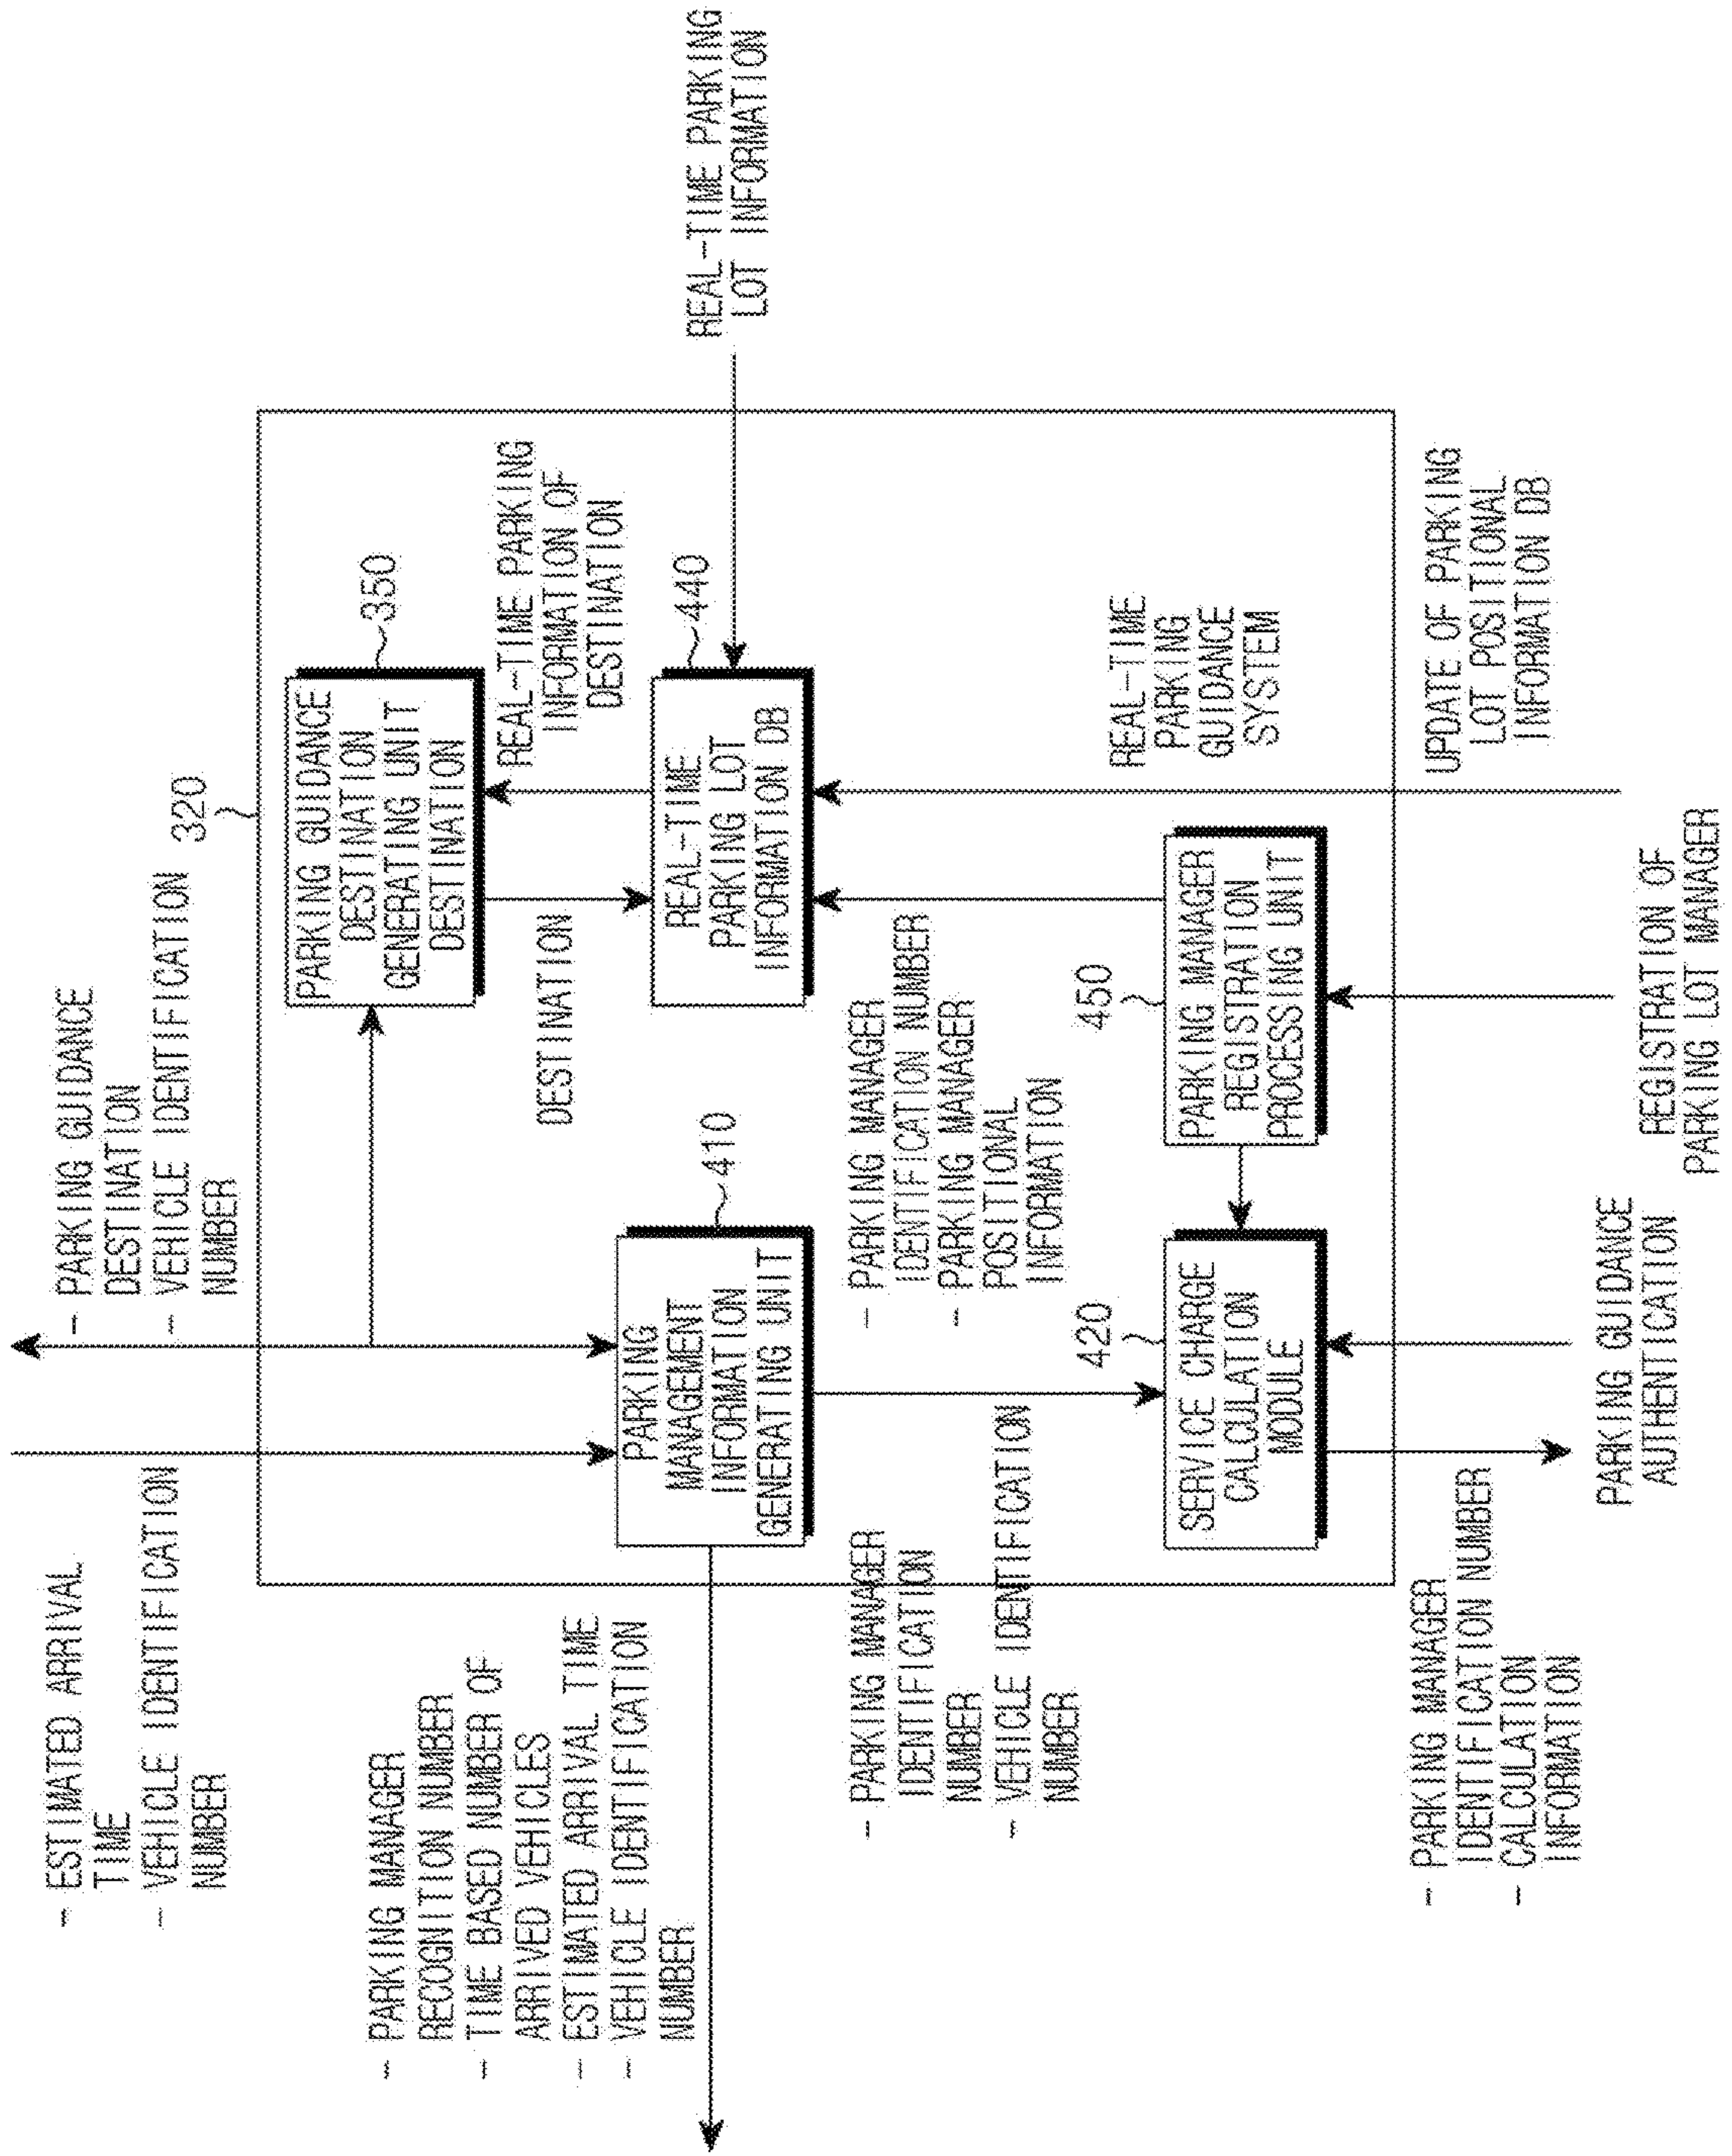 - ESTIMATED ARRIVAL
TIME
- VEHICLE IDENTIFICATION
NUMBER
- PARKING GUIDANCE
DESTINATION
- VEHICLE IDENTIFICATION
NUMBER
320
- PARKING MANAGER
RECOGNITION NUMBER
- TIME BASED NUMBER OF
ARRIVED VEHICLES
- ESTIMATED ARRIVAL TIME
- VEHICLE IDENTIFICATION
NUMBER
PARKING
MANAGEMENT
INFORMATION
GENERATING UNIT
410
PARKING GUIDANCE
DESTINATION
GENERATING UNIT
DESTINATION
350
DESTINATION
REAL-TIME PARKING
INFORMATION OF
DESTINATION
REAL-TIME
PARKING LOT
INFORMATION DB
440
REAL-TIME PARKING
LOT INFORMATION
- PARKING MANAGER
IDENTIFICATION
NUMBER
- VEHICLE IDENTIFICATION
NUMBER
- PARKING MANAGER
IDENTIFICATION NUMBER
- PARKING MANAGER
POSITIONAL
INFORMATION
420
SERVICE CHARGE
CALCULATION
MODULE
450
PARKING MANAGER
REGISTRATION
PROCESSING UNIT
REAL-TIME
PARKING
GUIDANCE
SYSTEM
- PARKING MANAGER
IDENTIFICATION NUMBER
- CALCULATION
INFORMATION
PARKING GUIDANCE
AUTHENTICATION
REGISTRATION OF
PARKING LOT MANAGER
UPDATE OF PARKING
LOT POSITIONAL
INFORMATION DB